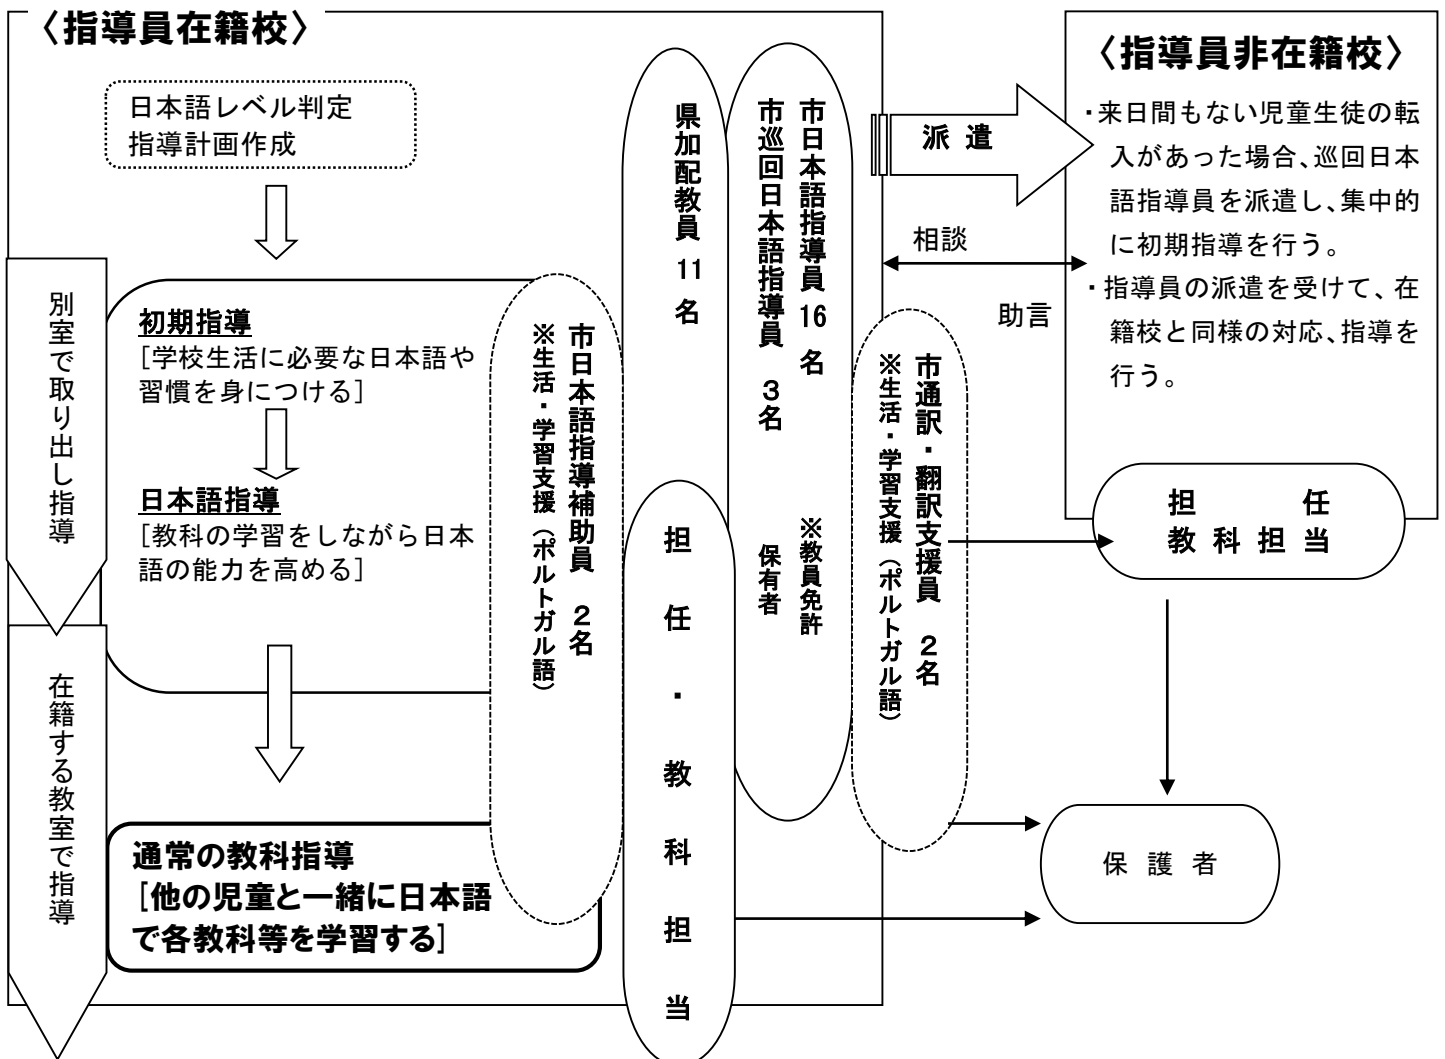 〈指導員在籍校〉
日本語レベル判定
指導計画作成
別室で取り出し指導
初期指導
[学校生活に必要な日本語や
習慣を身につける]
日本語指導
[教科の学習をしながら日本
語の能力を高める]
在籍する教室で指導
通常の教科指導
[他の児童と一緒に日本語
で各教科等を学習する]
市日本語指導補助員 2名
※生活・学習支援(ポルトガル語)
県加配教員 11名
担任・教科担当
市日本語指導員16名
市巡回日本語指導員 3名
※教員免許
保有者
市通訳・翻訳支援員 2名
※生活・学習支援(ポルトガル語)
派遣
相談
助言
〈指導員非在籍校〉
・来日間もない児童生徒の転
入があった場合、巡回日本
語指導員を派遣し、集中的
に初期指導を行う。
・指導員の派遣を受けて、在
籍校と同様の対応、指導を
行う。
担任
教科担当
保護者